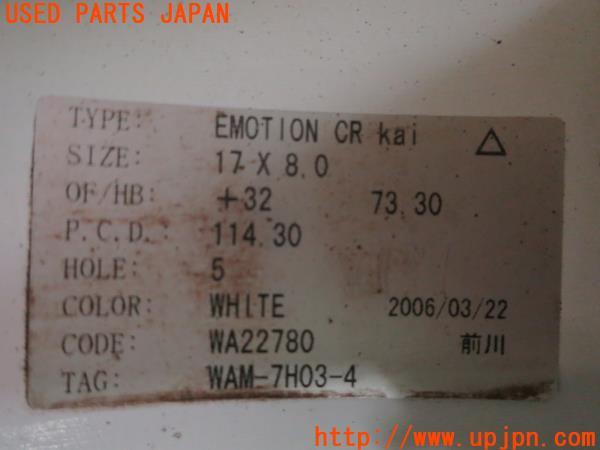 USED PARTS JAPAN
TYPE: EMOTION CR kai △
SIZE: 17 X 8.0
OF/HB: +32 73.30
P.C.D.: 114.30
HOLE: 5
COLOR: WHITE 2006/03/22
CODE: WA22780 前川
TAG: WAM-7H03-4
http://www.upjpn.com/